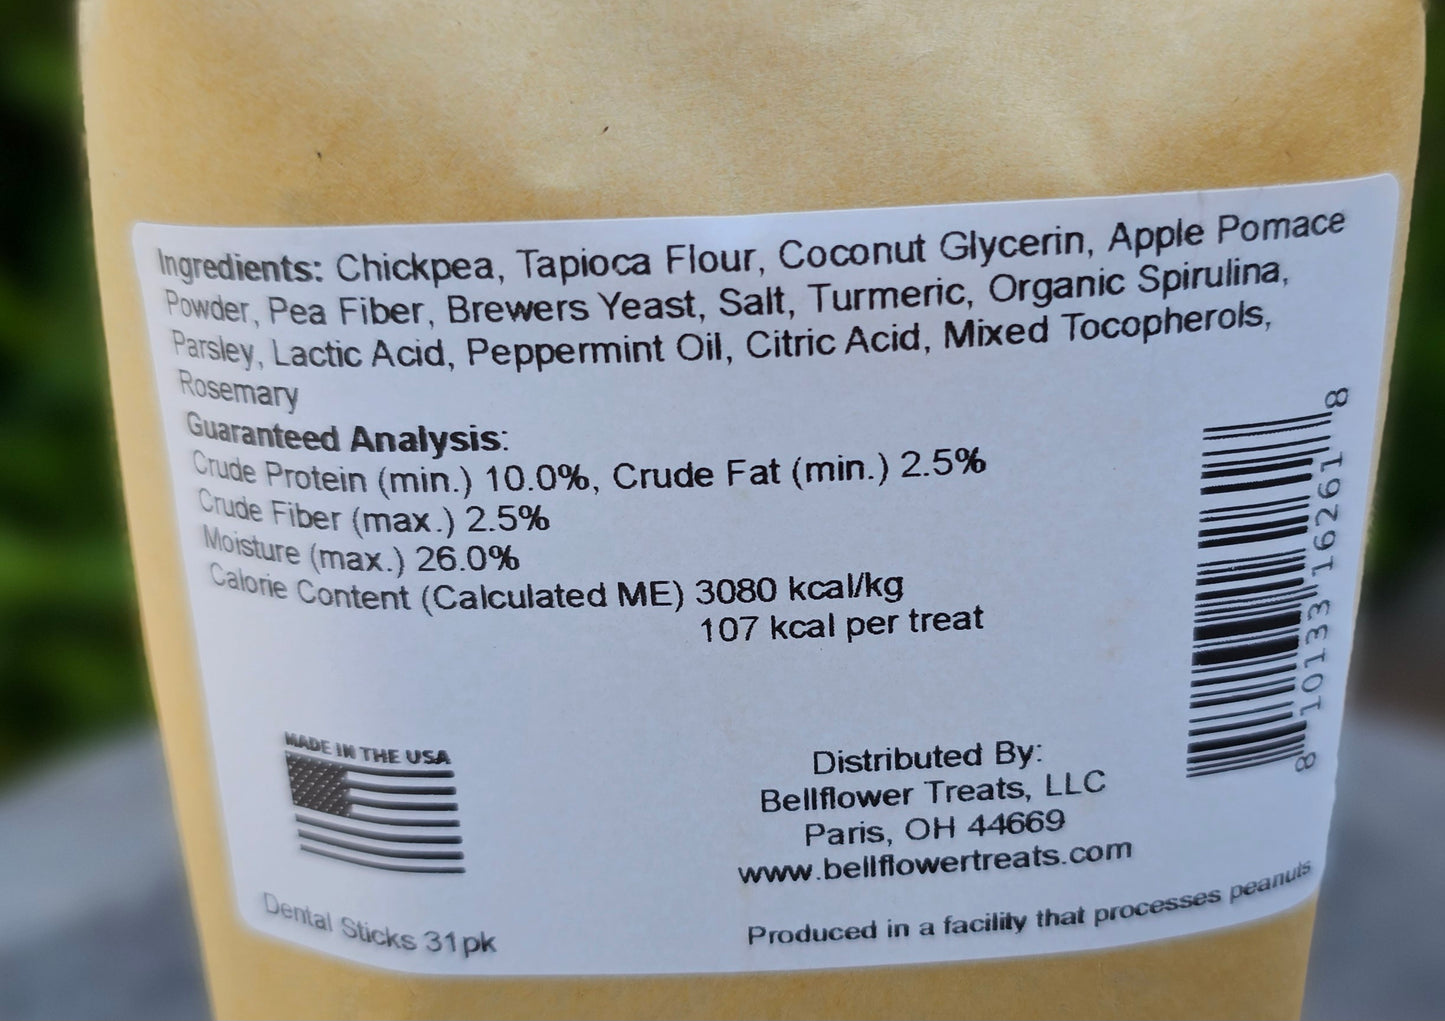 Ingredients: Chickpea, Tapioca Flour, Coconut Glycerin, Apple Pomace
Powder, Pea Fiber, Brewers Yeast, Salt, Turmeric, Organic Spirulina,
Parsley, Lactic Acid, Peppermint Oil, Citric Acid, Mixed Tocopherols,
Rosemary
Guaranteed Analysis:
Crude Protein (min.) 10.0%, Crude Fat (min.) 2.5%
Crude Fiber (max.) 2.5%
Moisture (max.) 26.0%
Calorie Content (Calculated ME) 3080 kcal/kg
107 kcal per treat
8 10133 16261 8
MADE IN THE USA
Distributed By:
Bellflower Treats, LLC
Paris, OH 44669
www.bellflowertreats.com
Dental Sticks 31pk
Produced in a facility that processes peanuts